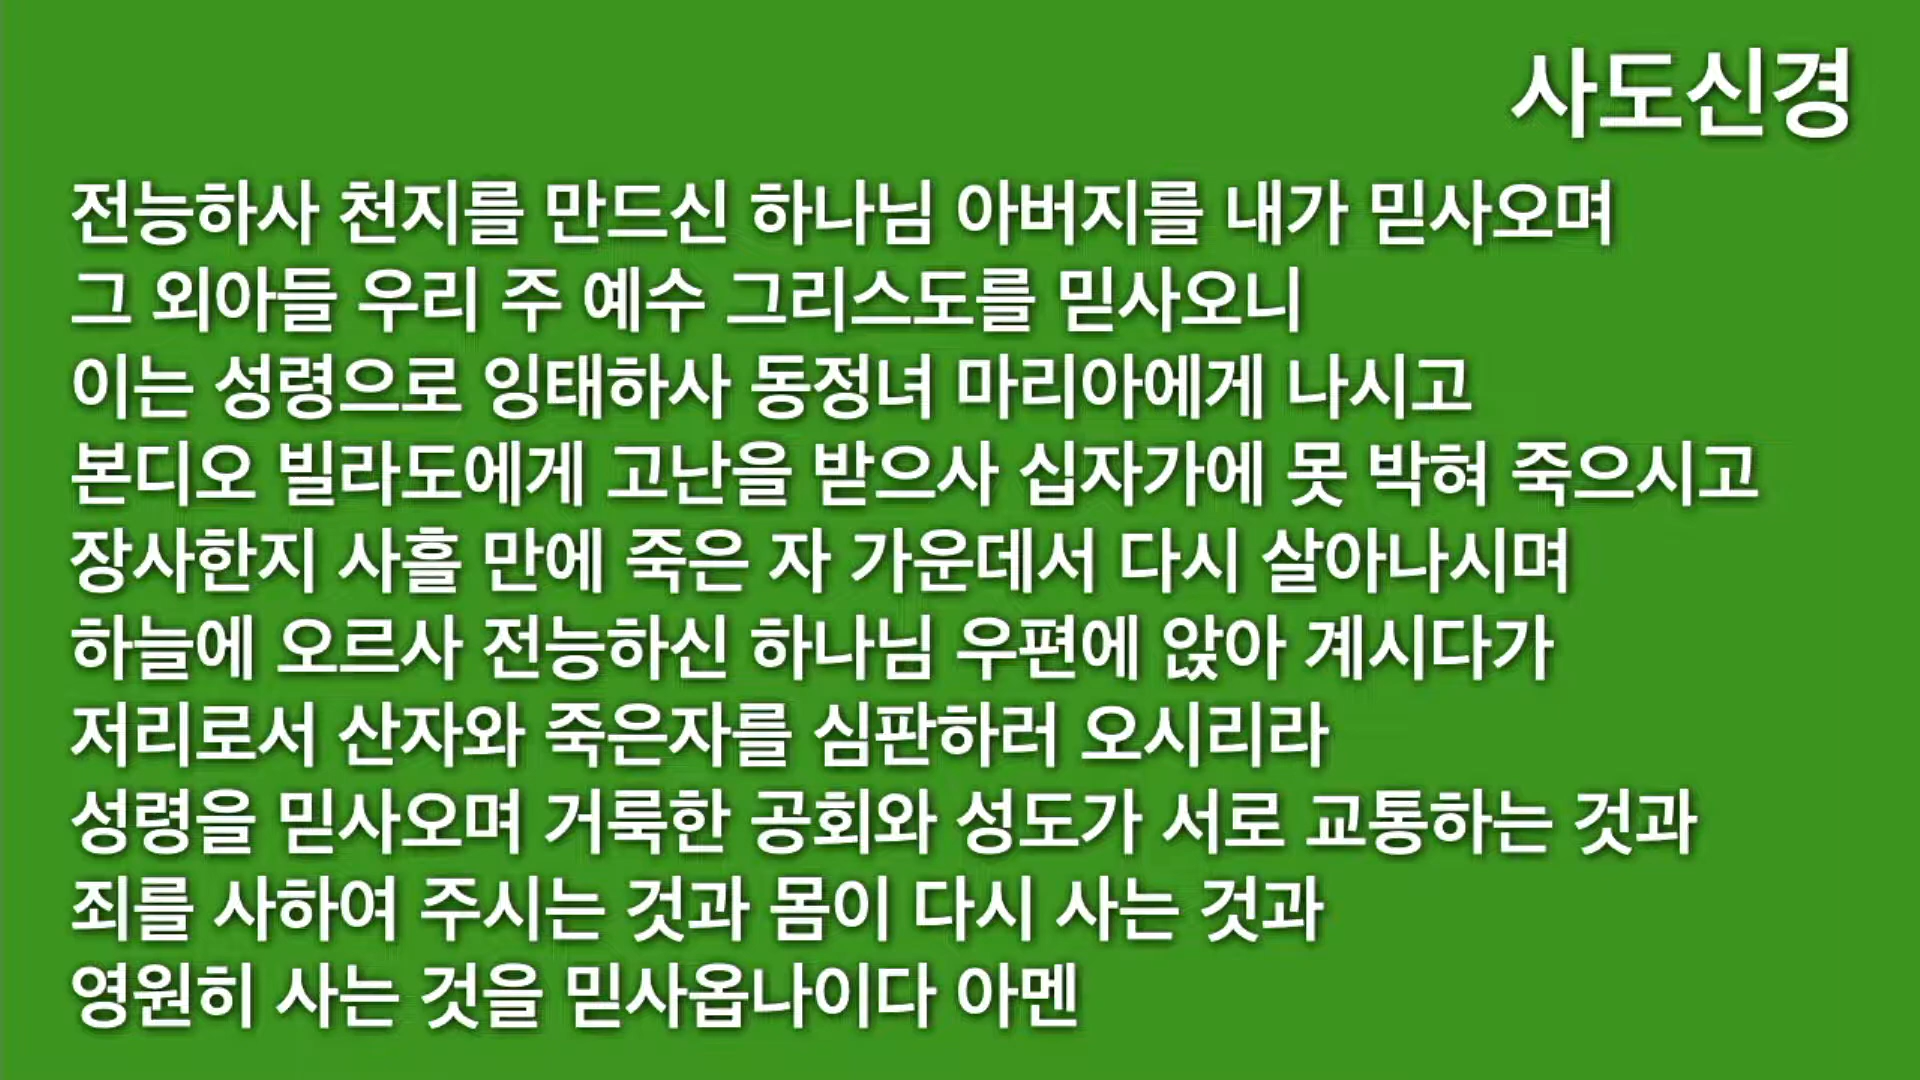 사도신경
전능하사 천지를 만드신 하나님 아버지를 내가 믿사오며
그 외아들 우리 주 예수 그리스도를 믿사오니
이는 성령으로 잉태하사 동정녀 마리아에게 나시고
본디오 빌라도에게 고난을 받으사 십자가에 못 박혀 죽으시고
장사한지 사흘 만에 죽은 자 가운데서 다시 살아나시며
하늘에 오르사 전능하신 하나님 우편에 앉아 계시다가
저리로서 산자와 죽은자를 심판하러 오시리라
성령을 믿사오며 거룩한 공회와 성도가 서로 교통하는 것과
죄를 사하여 주시는 것과 몸이 다시 사는 것과
영원히 사는 것을 믿사옵나이다 아멘